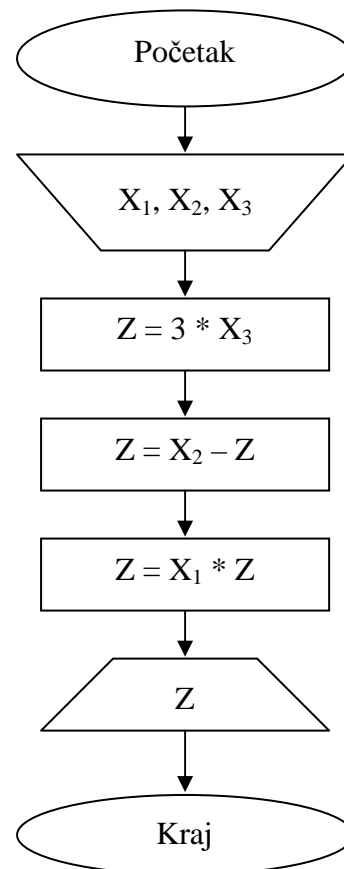 Početak
X₁, X₂, X₃
Z = 3 * X₃
Z = X₂ – Z
Z = X₁ * Z
Z
Kraj